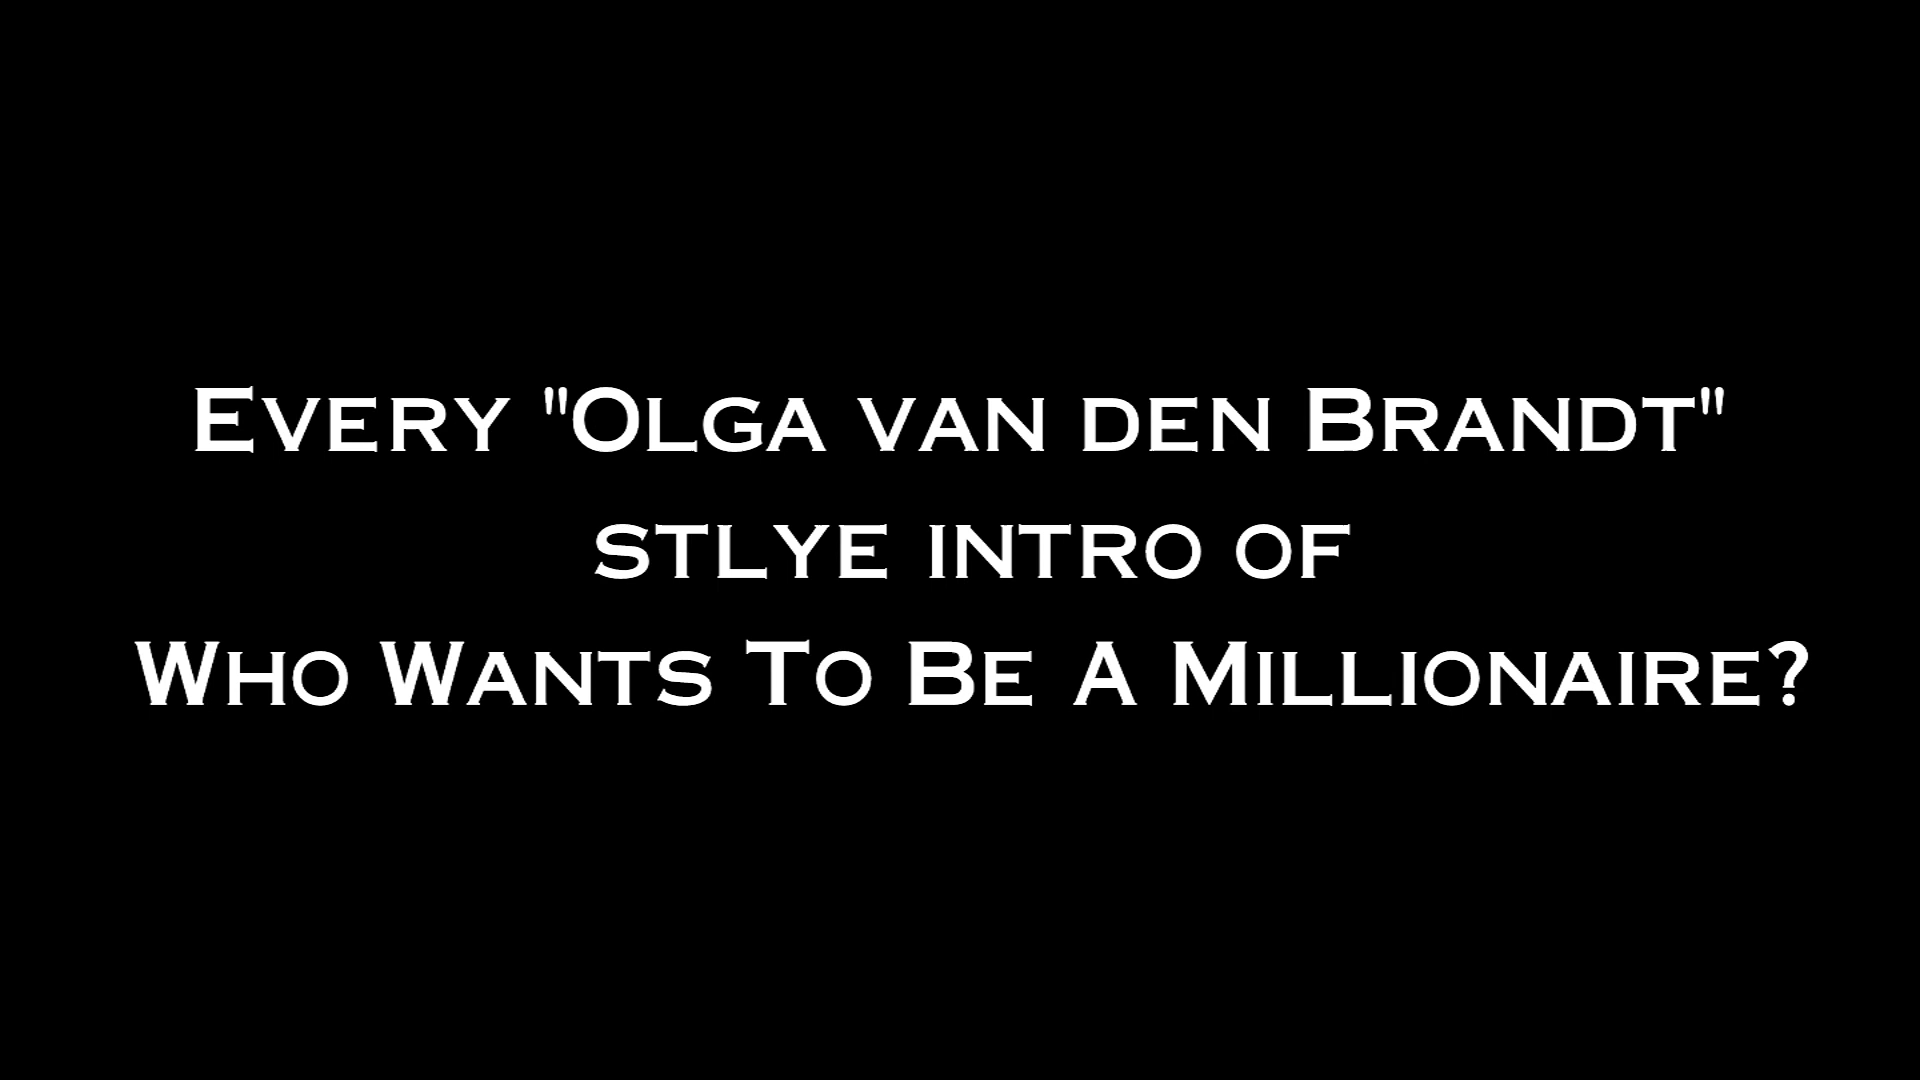 Every "Olga van den Brandt"
stlye intro of
Who Wants To Be A Millionaire?